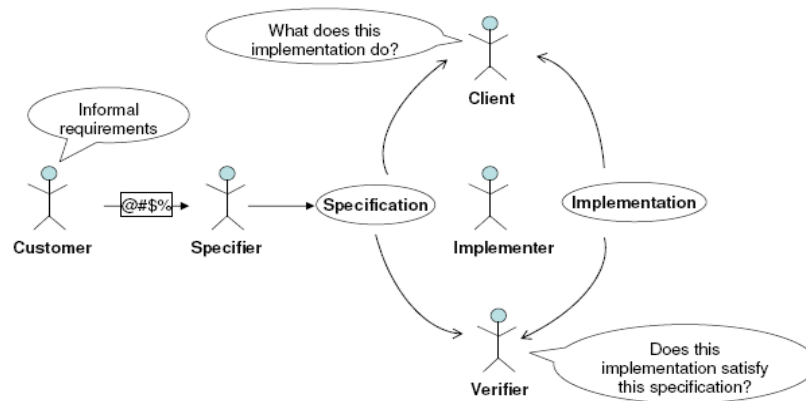 What does this
implementation do?
Client
Informal
requirements
@#$%
Customer
Specifier
Specification
Implementer
Implementation
Verifier
Does this
implementation satisfy
this specification?